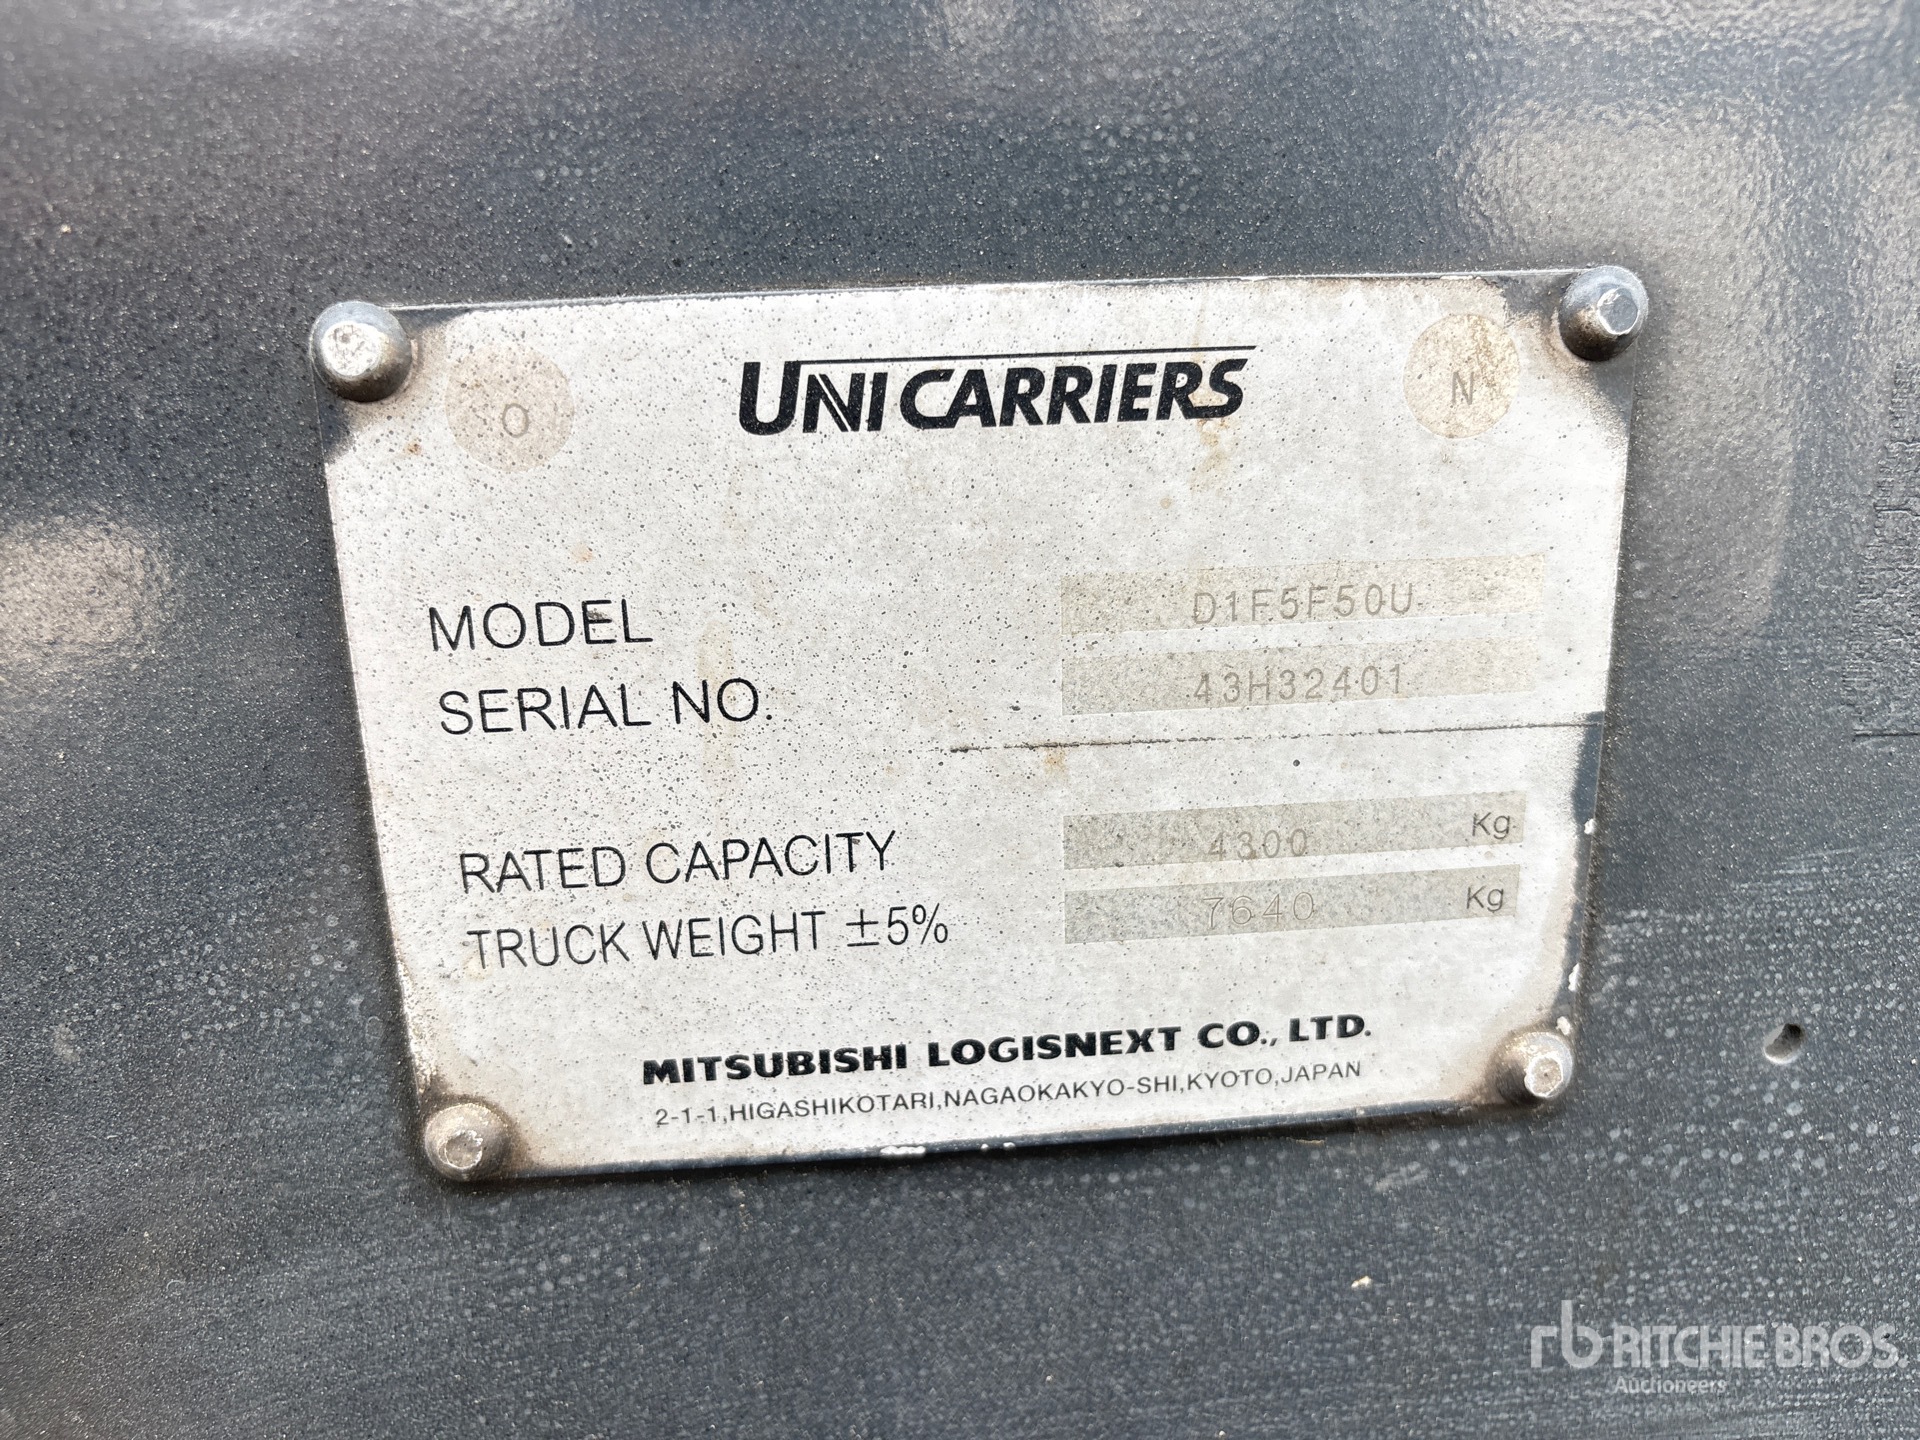 UNICARRIERS
O
N
MODEL D1F5F50U
SERIAL NO. 43H32401
RATED CAPACITY 4300 Kg
TRUCK WEIGHT ±5% 7640 Kg
MITSUBISHI LOGISNEXT CO., LTD.
2-1-1,HIGASHIKOTARI,NAGAOKAKYO-SHI,KYOTO,JAPAN
rb RITCHIE BROS.
Auctioneers